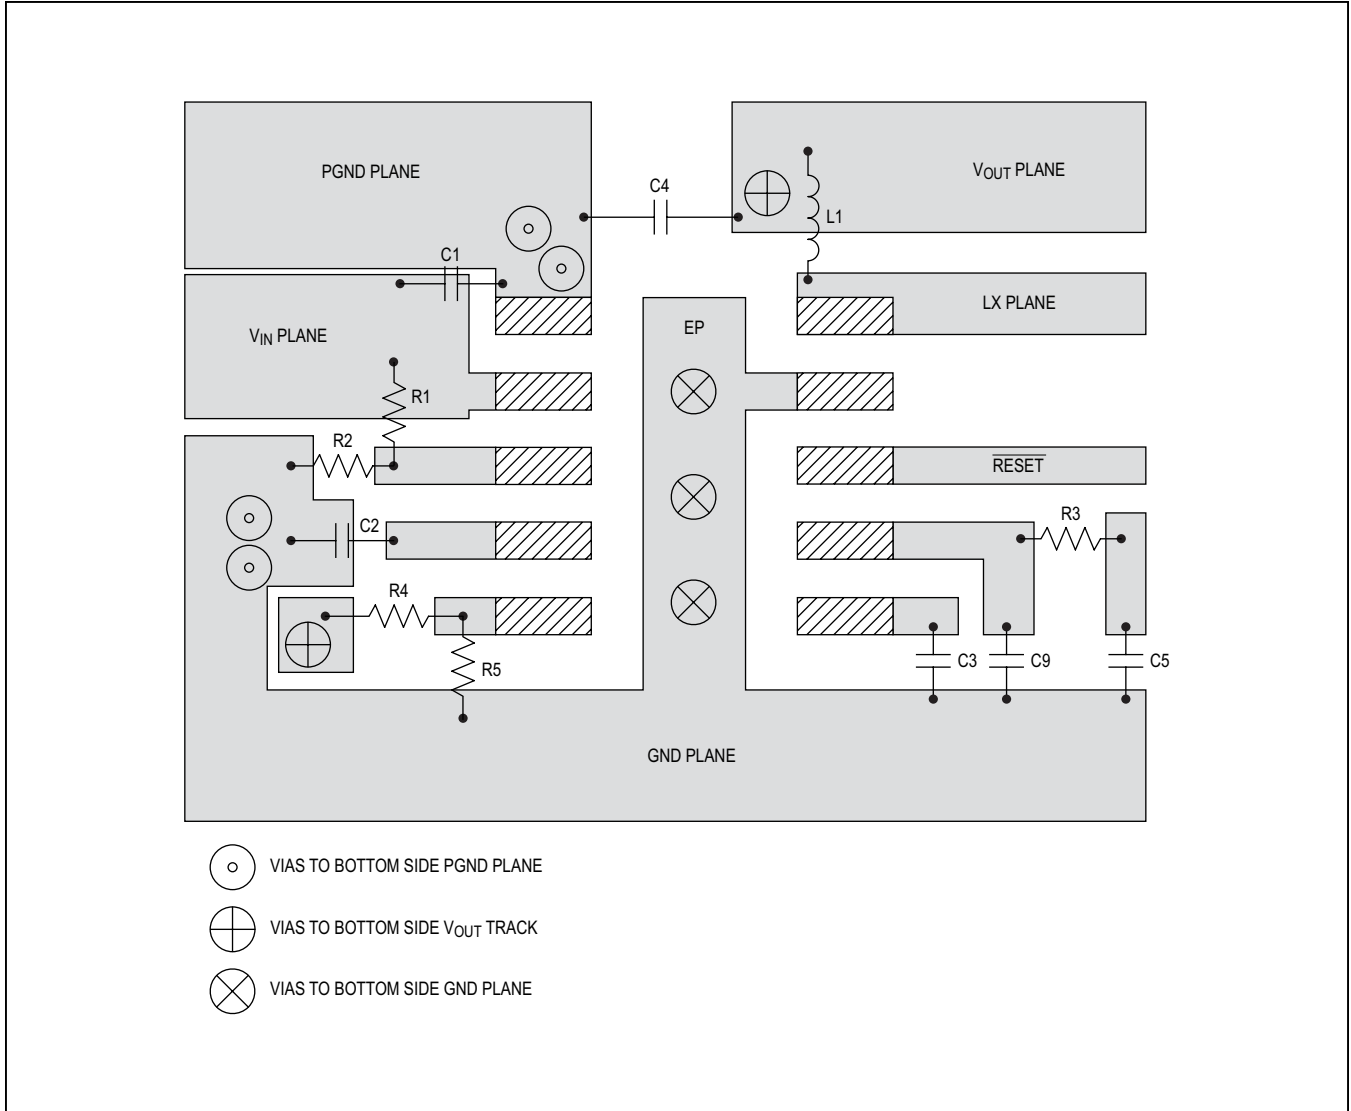 PGND PLANE
C4
VOUT PLANE
L1
C1
LX PLANE
VIN PLANE
EP
R1
R2
RESET
C2
R3
R4
R5
C3
C9
C5
GND PLANE
VIAS TO BOTTOM SIDE PGND PLANE
VIAS TO BOTTOM SIDE VOUT TRACK
VIAS TO BOTTOM SIDE GND PLANE